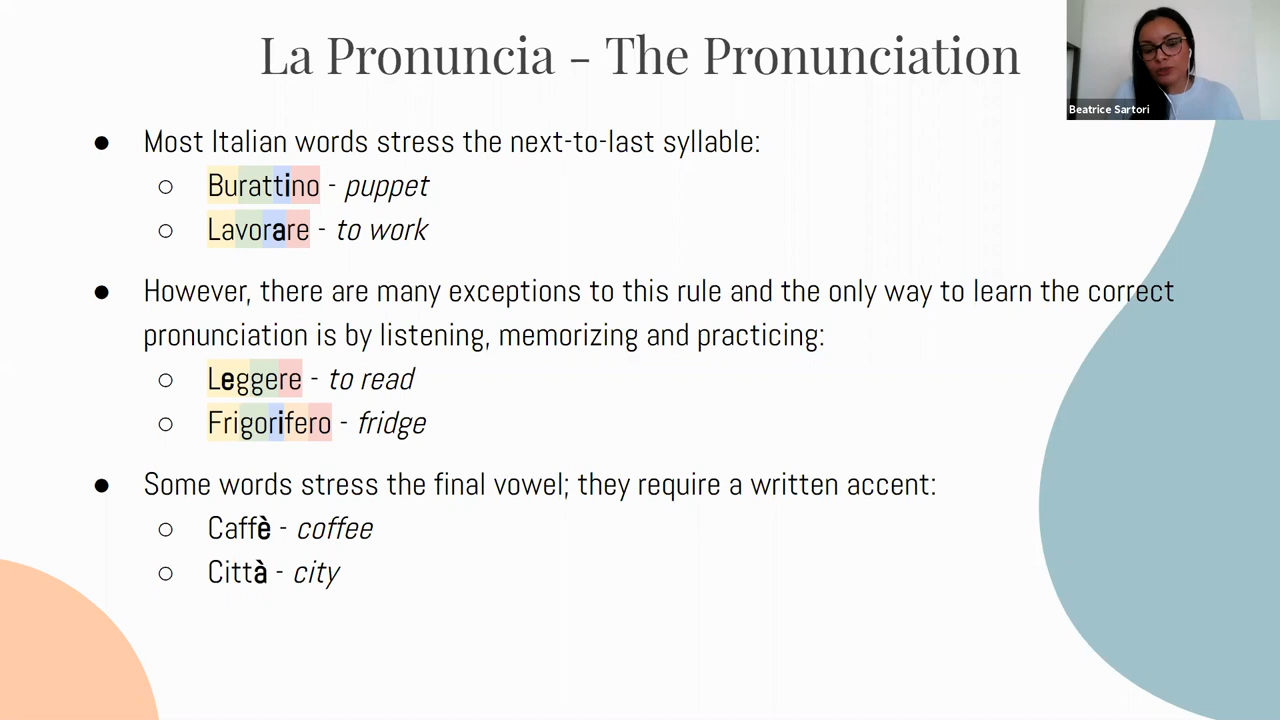 La Pronuncia – The Pronunciation
Beatrice Sartori
● Most Italian words stress the next-to-last syllable:
○ Burattino - puppet
○ Lavorare - to work
● However, there are many exceptions to this rule and the only way to learn the correct
pronunciation is by listening, memorizing and practicing:
○ Leggere - to read
○ Frigorifero - fridge
● Some words stress the final vowel; they require a written accent:
○ Caffè - coffee
○ Città - city